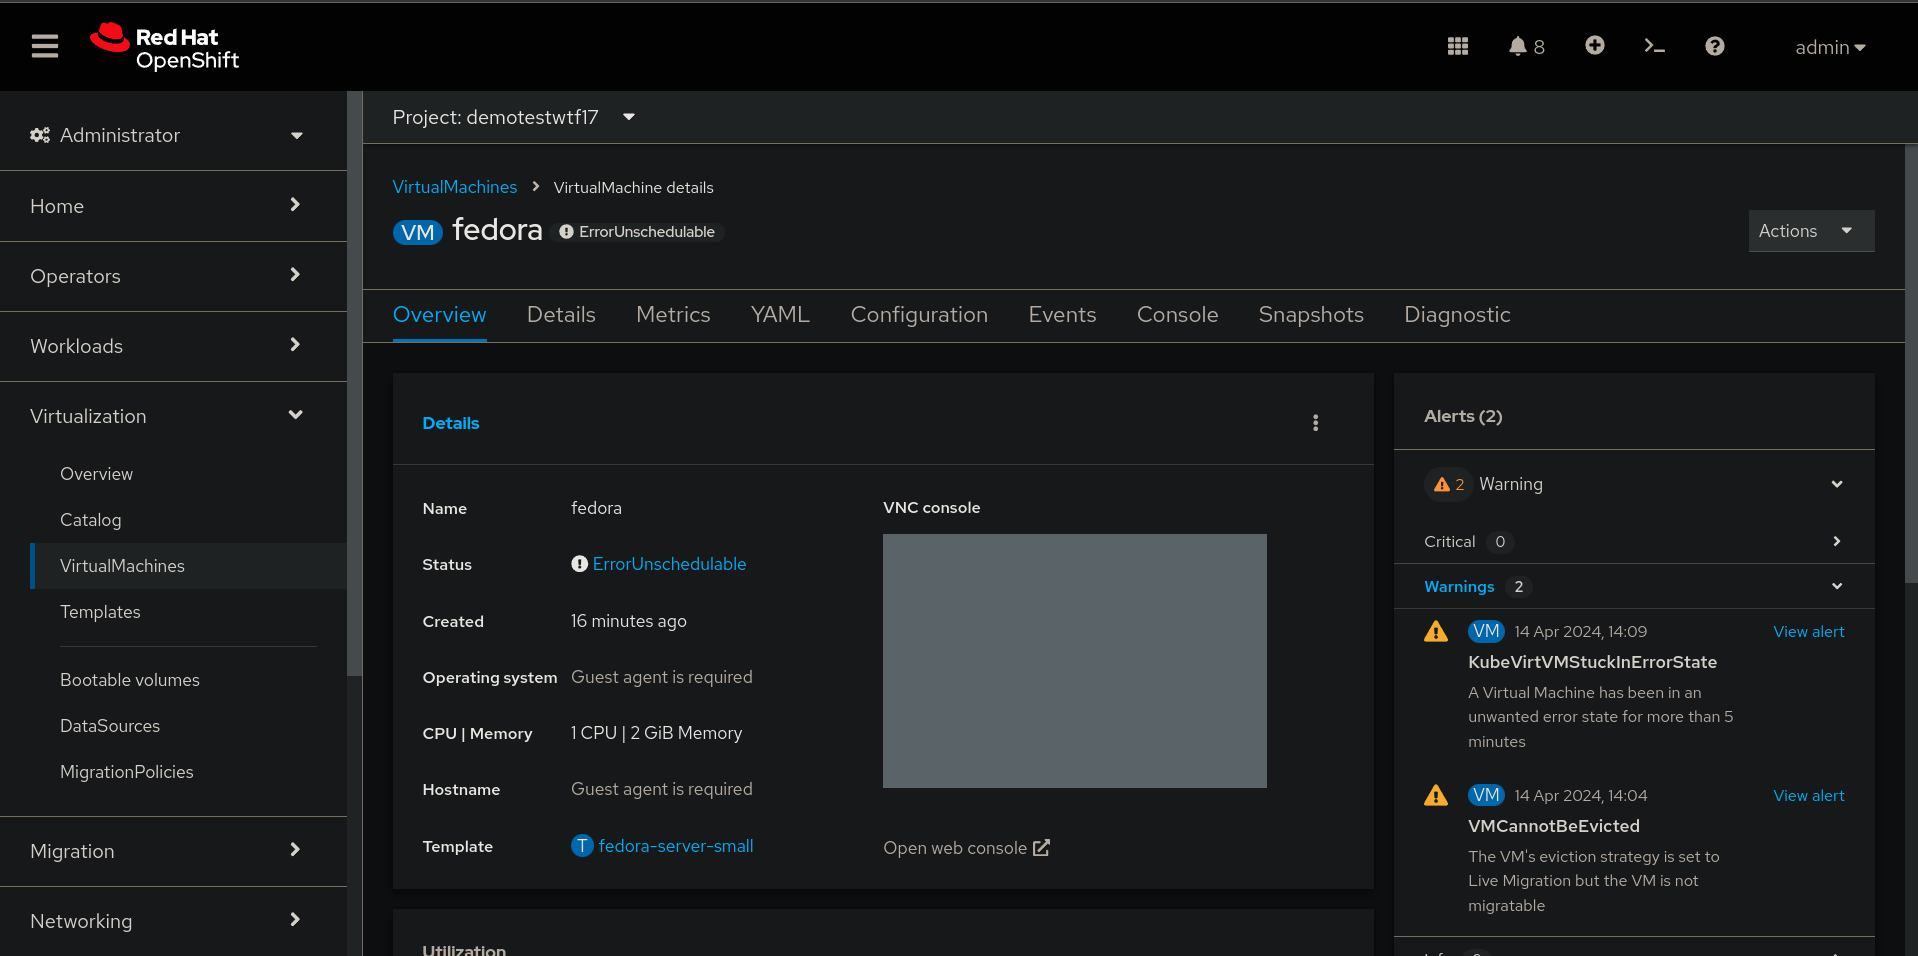 Red Hat
OpenShift
8
admin
Administrator
Home
Operators
Workloads
Virtualization
Overview
Catalog
VirtualMachines
Templates
Bootable volumes
DataSources
MigrationPolicies
Migration
Networking
Project: demotestwtf17
VirtualMachines > VirtualMachine details
VM fedora ErrorUnschedulable
Actions
Overview Details Metrics YAML Configuration Events Console Snapshots Diagnostic
Details
Name fedora
Status ErrorUnschedulable
Created 16 minutes ago
Operating system Guest agent is required
CPU | Memory 1 CPU | 2 GiB Memory
Hostname Guest agent is required
Template T fedora-server-small
VNC console
Open web console
Utilization
Alerts (2)
2 Warning
Critical 0
Warnings 2
VM 14 Apr 2024, 14:09 View alert
KubeVirtVMStuckInErrorState
A Virtual Machine has been in an
unwanted error state for more than 5
minutes
VM 14 Apr 2024, 14:04 View alert
VMCannotBeEvicted
The VM's eviction strategy is set to
Live Migration but the VM is not
migratable